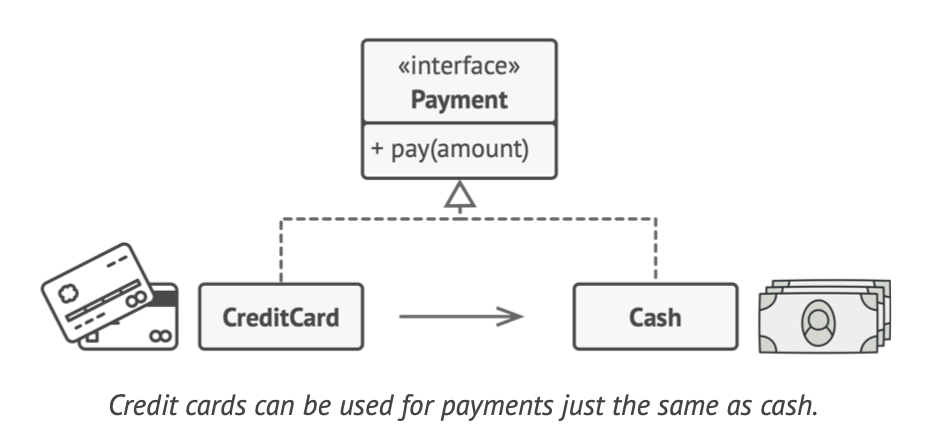 «interface»
Payment
+ pay(amount)
CreditCard
Cash
Credit cards can be used for payments just the same as cash.